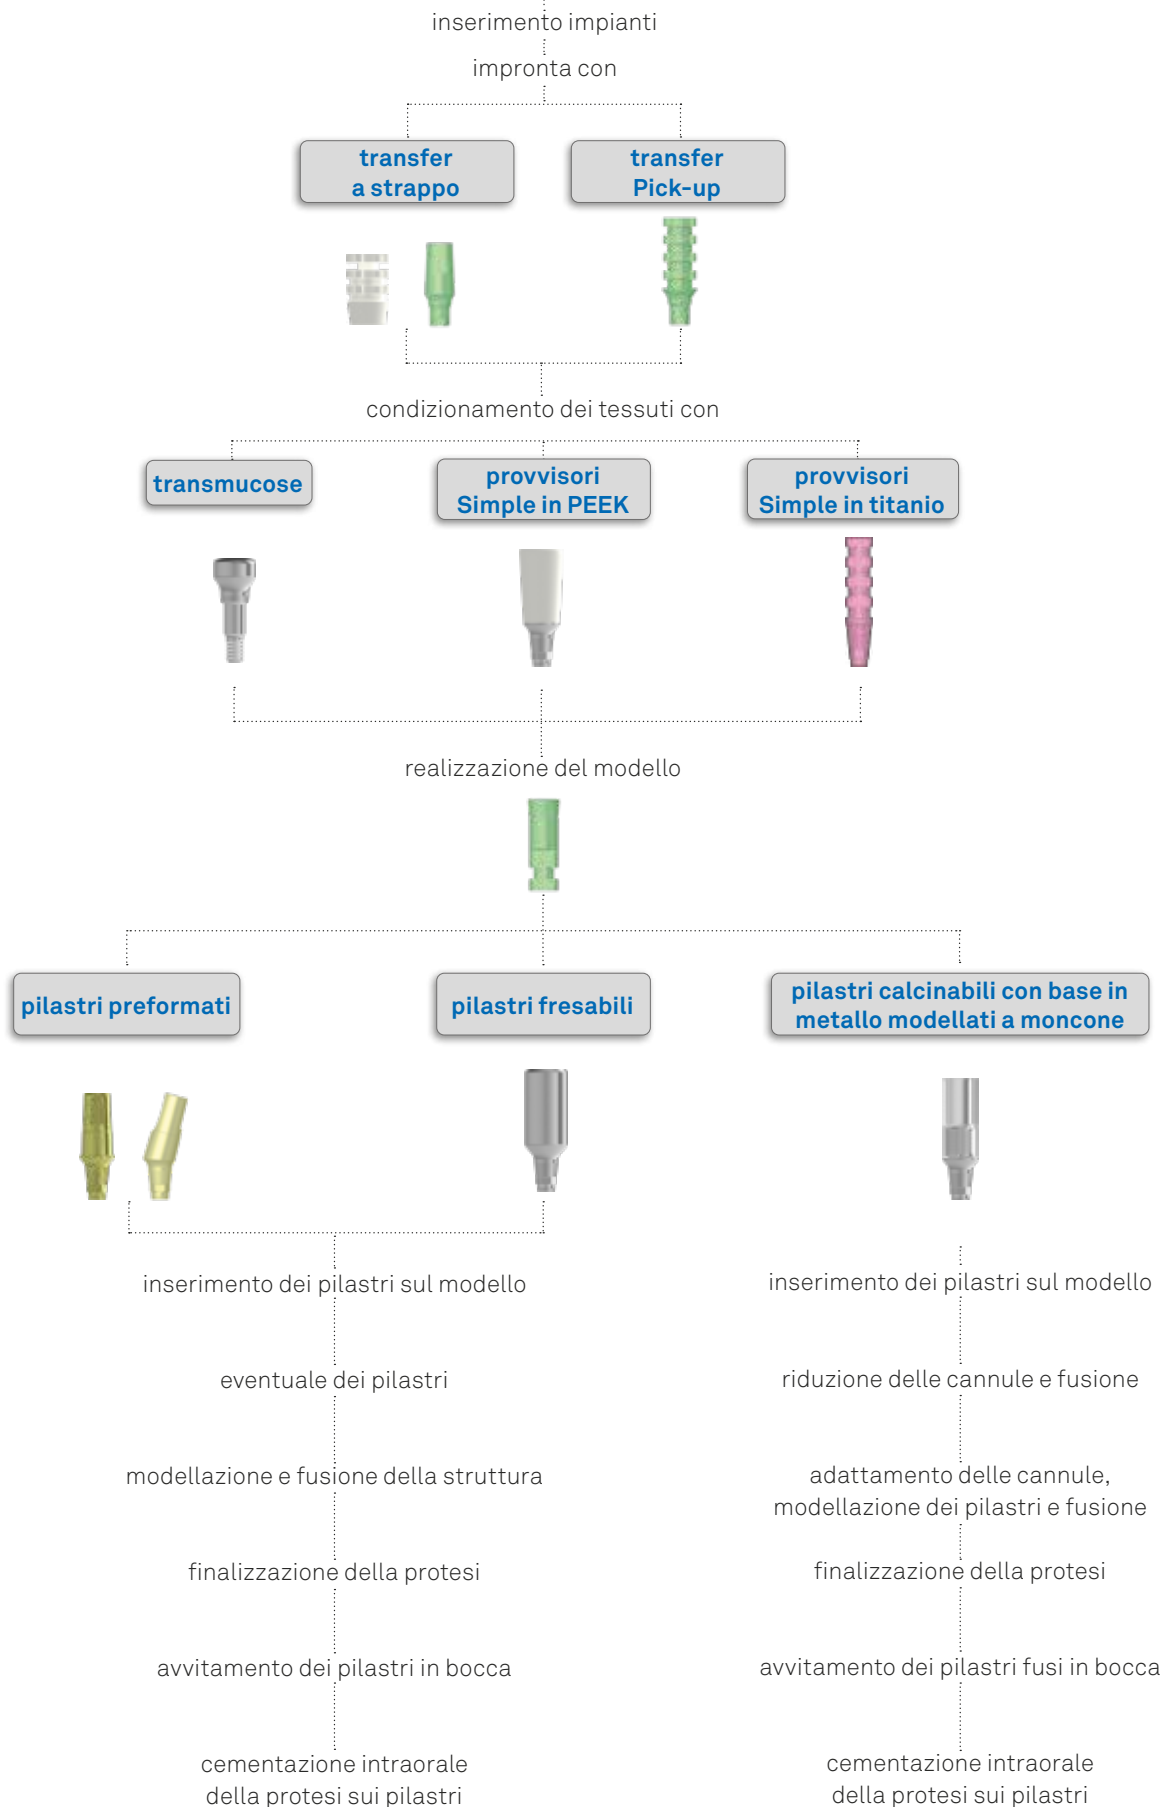 inserimento impianti
impronta con
transfer
a strappo
transfer
Pick-up
condizionamento dei tessuti con
transmucose
provvisori
Simple in PEEK
provvisori
Simple in titanio
realizzazione del modello
pilastri preformati
pilastri fresabili
pilastri calcinabili con base in
metallo modellati a moncone
inserimento dei pilastri sul modello
eventuale dei pilastri
modellazione e fusione della struttura
finalizzazione della protesi
avvitamento dei pilastri in bocca
cementazione intraorale
della protesi sui pilastri
inserimento dei pilastri sul modello
riduzione delle cannule e fusione
adattamento delle cannule,
modellazione dei pilastri e fusione
finalizzazione della protesi
avvitamento dei pilastri fusi in bocca
cementazione intraorale
della protesi sui pilastri